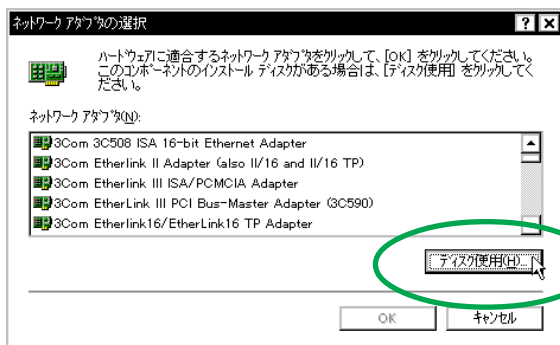 ネットワーク アダプタの選択
ハードウェアに適合するネットワーク アダプタをクリックして、[OK] をクリックしてください。
このコンポーネントのインストール ディスクがある場合は、[ディスク使用] をクリックしてく
ださい。
ネットワーク アダプタ(N):
3Com 3C508 ISA 16-bit Ethernet Adapter
3Com Etherlink II Adapter (also II/16 and II/16 TP)
3Com Etherlink III ISA/PCMCIA Adapter
3Com EtherLink III PCI Bus-Master Adapter (3C590)
3Com Etherlink16/EtherLink16 TP Adapter
ディスク使用(H)...
OK
キャンセル